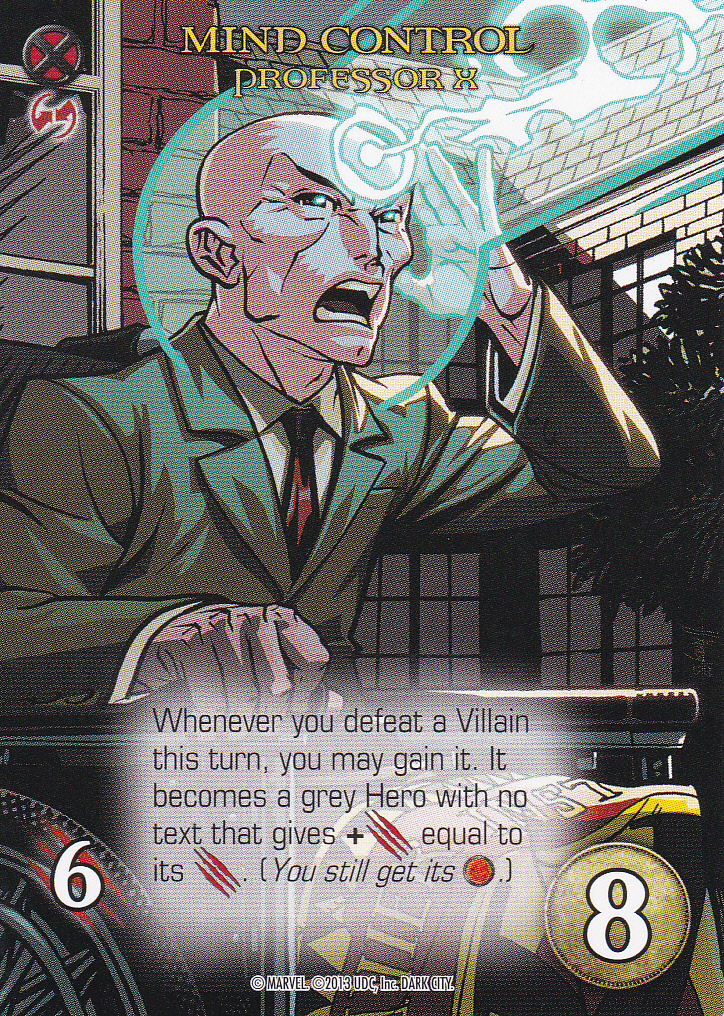 MIND CONTROL
PROFESSOR X
Whenever you defeat a Villain
this turn, you may gain it. It
becomes a grey Hero with no
text that gives + equal to
its . (You still get its .)
6
8
© MARVEL ©2013 UDC, Inc. DARK CITY.